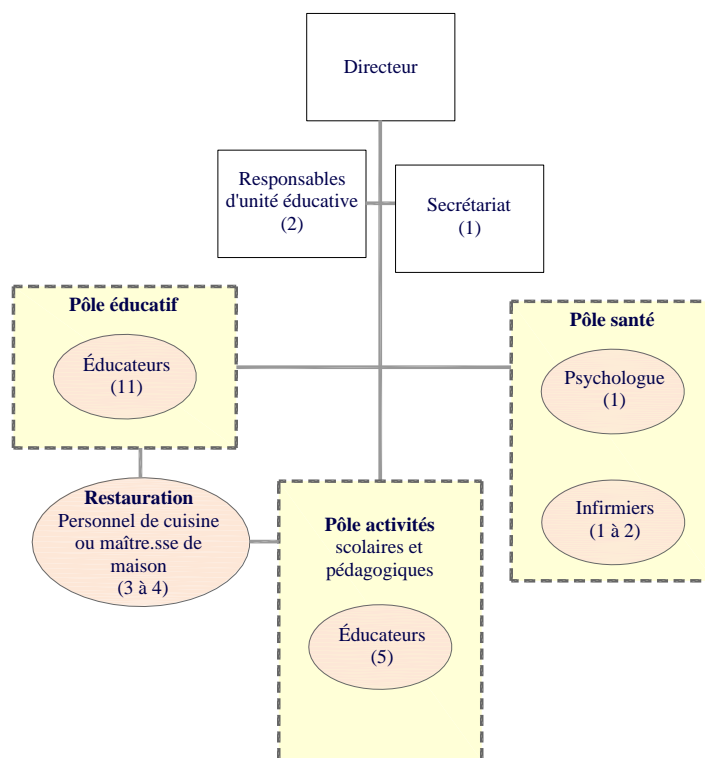 Directeur
Responsables
d'unité éducative
(2)
Secrétariat
(1)
Pôle éducatif
Éducateurs
(11)
Pôle santé
Psychologue
(1)
Infirmiers
(1 à 2)
Restauration
Personnel de cuisine
ou maître.sse de
maison
(3 à 4)
Pôle activités
scolaires et
pédagogiques
Éducateurs
(5)